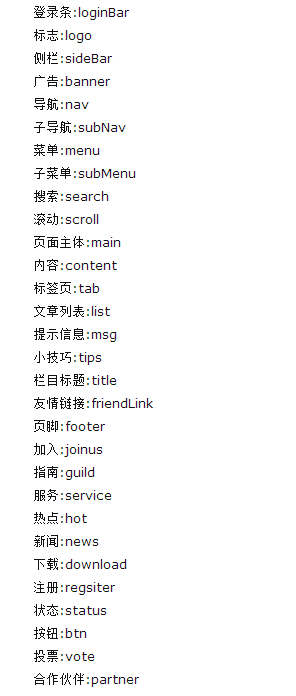 登录条:loginBar
标志:logo
侧栏:sideBar
广告:banner
导航:nav
子导航:subNav
菜单:menu
子菜单:subMenu
搜索:search
滚动:scroll
页面主体:main
内容:content
标签页:tab
文章列表:list
提示信息:msg
小技巧:tips
栏目标题:title
友情链接:friendLink
页脚:footer
加入:joinus
指南:guild
服务:service
热点:hot
新闻:news
下载:download
注册:regsiter
状态:status
按钮:btn
投票:vote
合作伙伴:partner